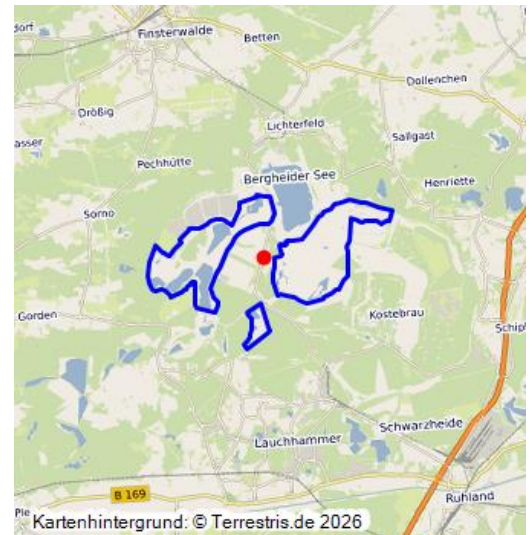 dorf
Finsterwalde
Betten
Dollenchen
Drößig
Lichterfeld
Sallgast
asser
Pechhütte
Bergheider See
Henriette
Sorno
Gorden
Kostebrau
Schipk
Schwarzheide
Lauchhammer
B 169
Ruhland
Ple
Kartenhintergrund: © Terrestris.de 2026